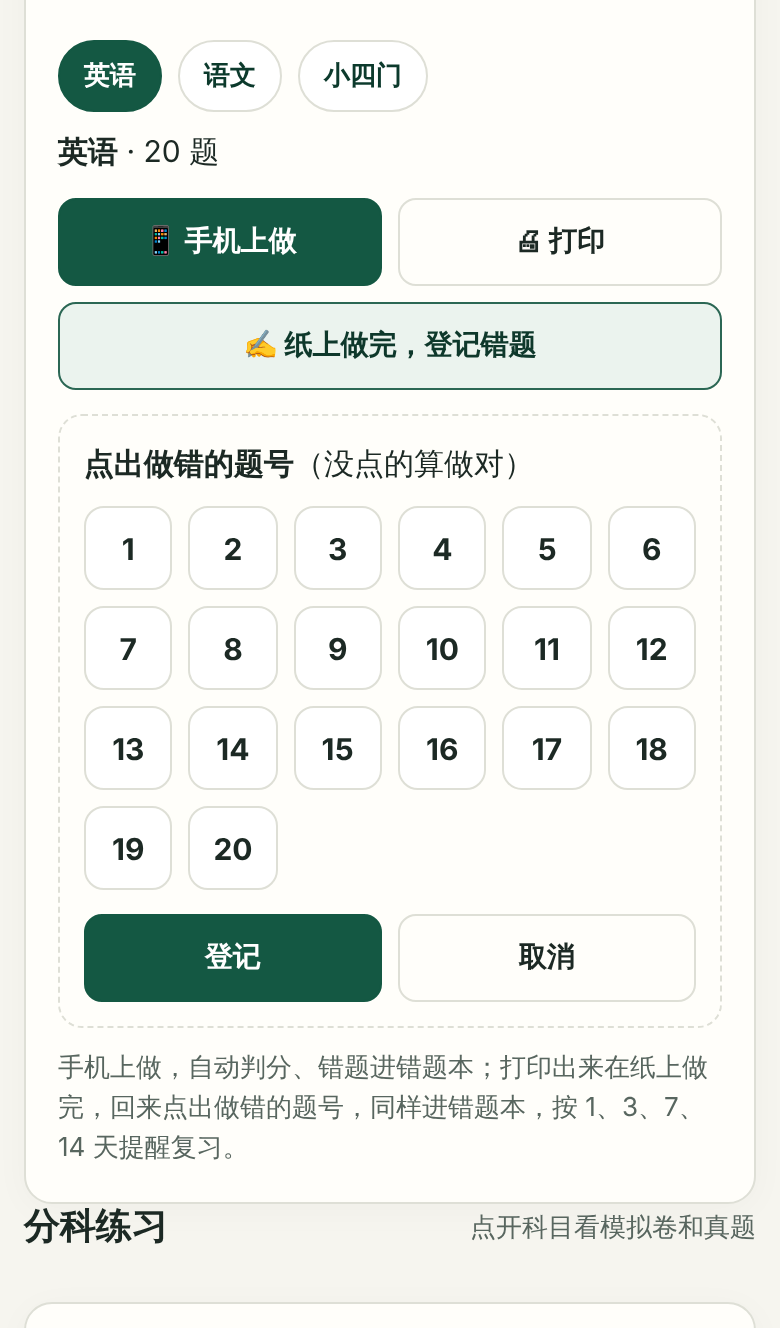 英语 语文 小四门
英语 · 20 题
📱 手机上做 🖨 打印
✍️ 纸上做完，登记错题
点出做错的题号（没点的算做对）
1 2 3 4 5 6
7 8 9 10 11 12
13 14 15 16 17 18
19 20
登记 取消
手机上做，自动判分、错题进错题本；打印出来在纸上做
完，回来点出做错的题号，同样进错题本，按 1、3、7、
14 天提醒复习。
分科练习 点开科目看模拟卷和真题